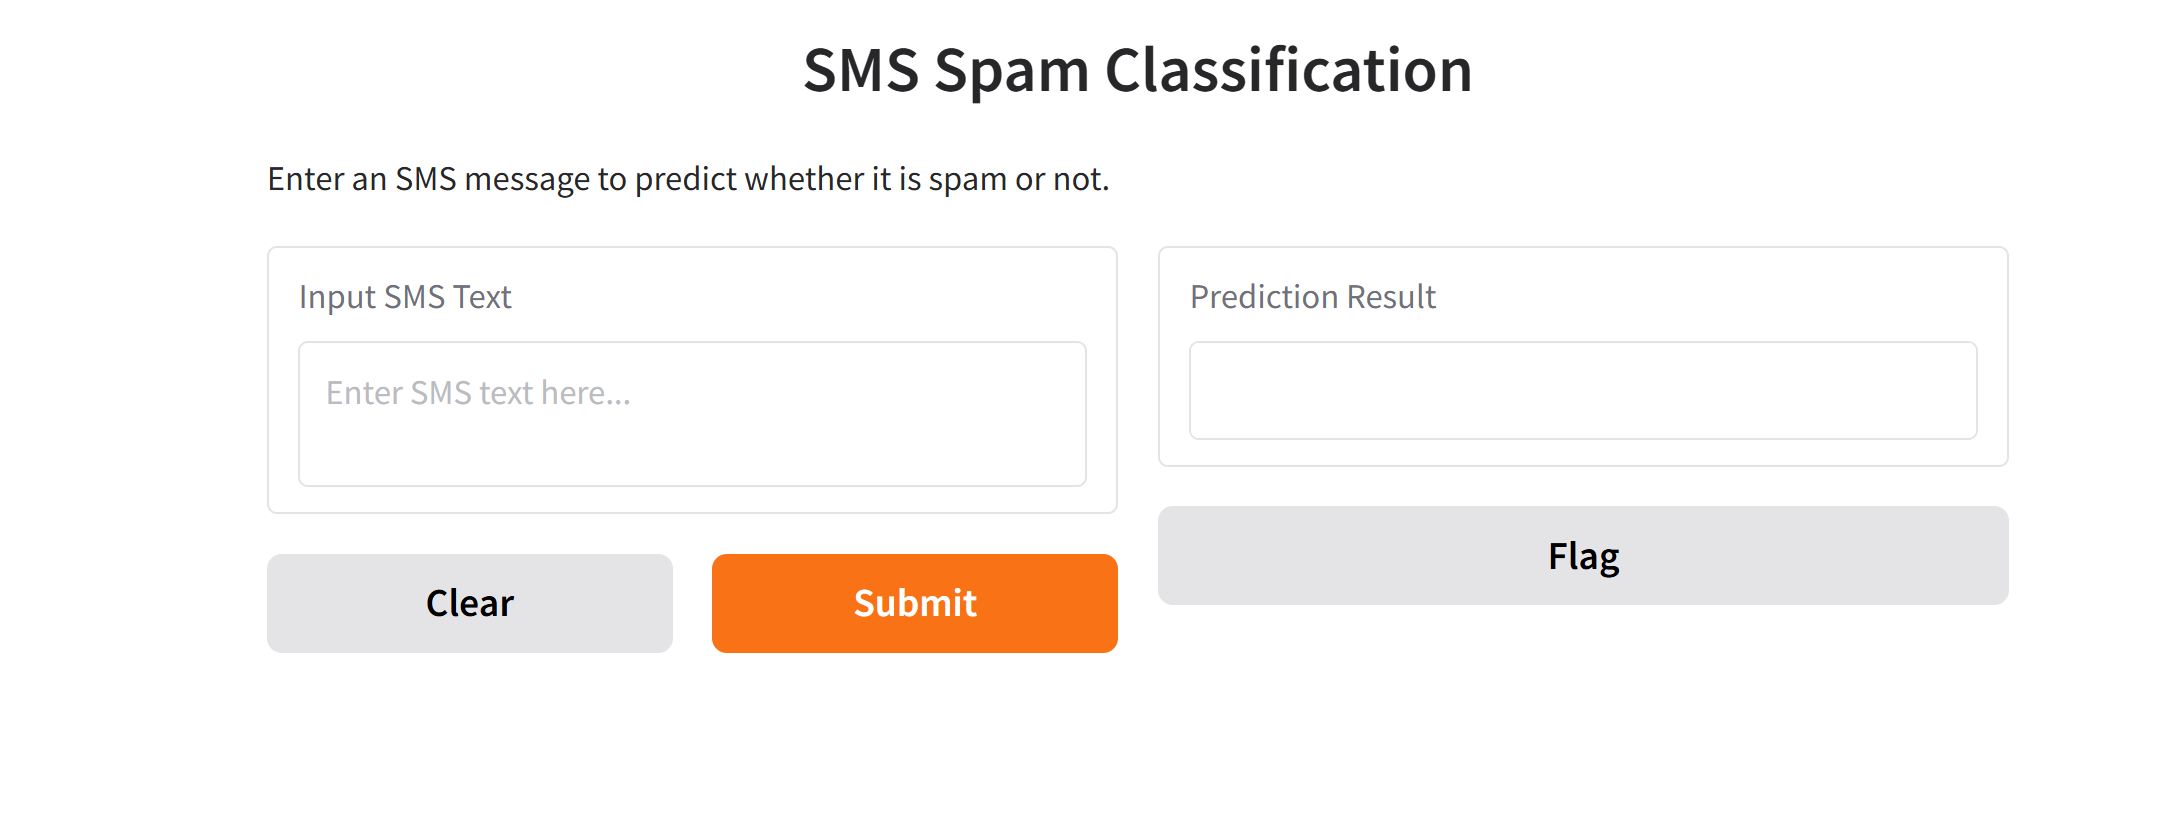 SMS Spam Classification
Enter an SMS message to predict whether it is spam or not.
Input SMS Text
Enter SMS text here...
Clear
Submit
Prediction Result
Flag